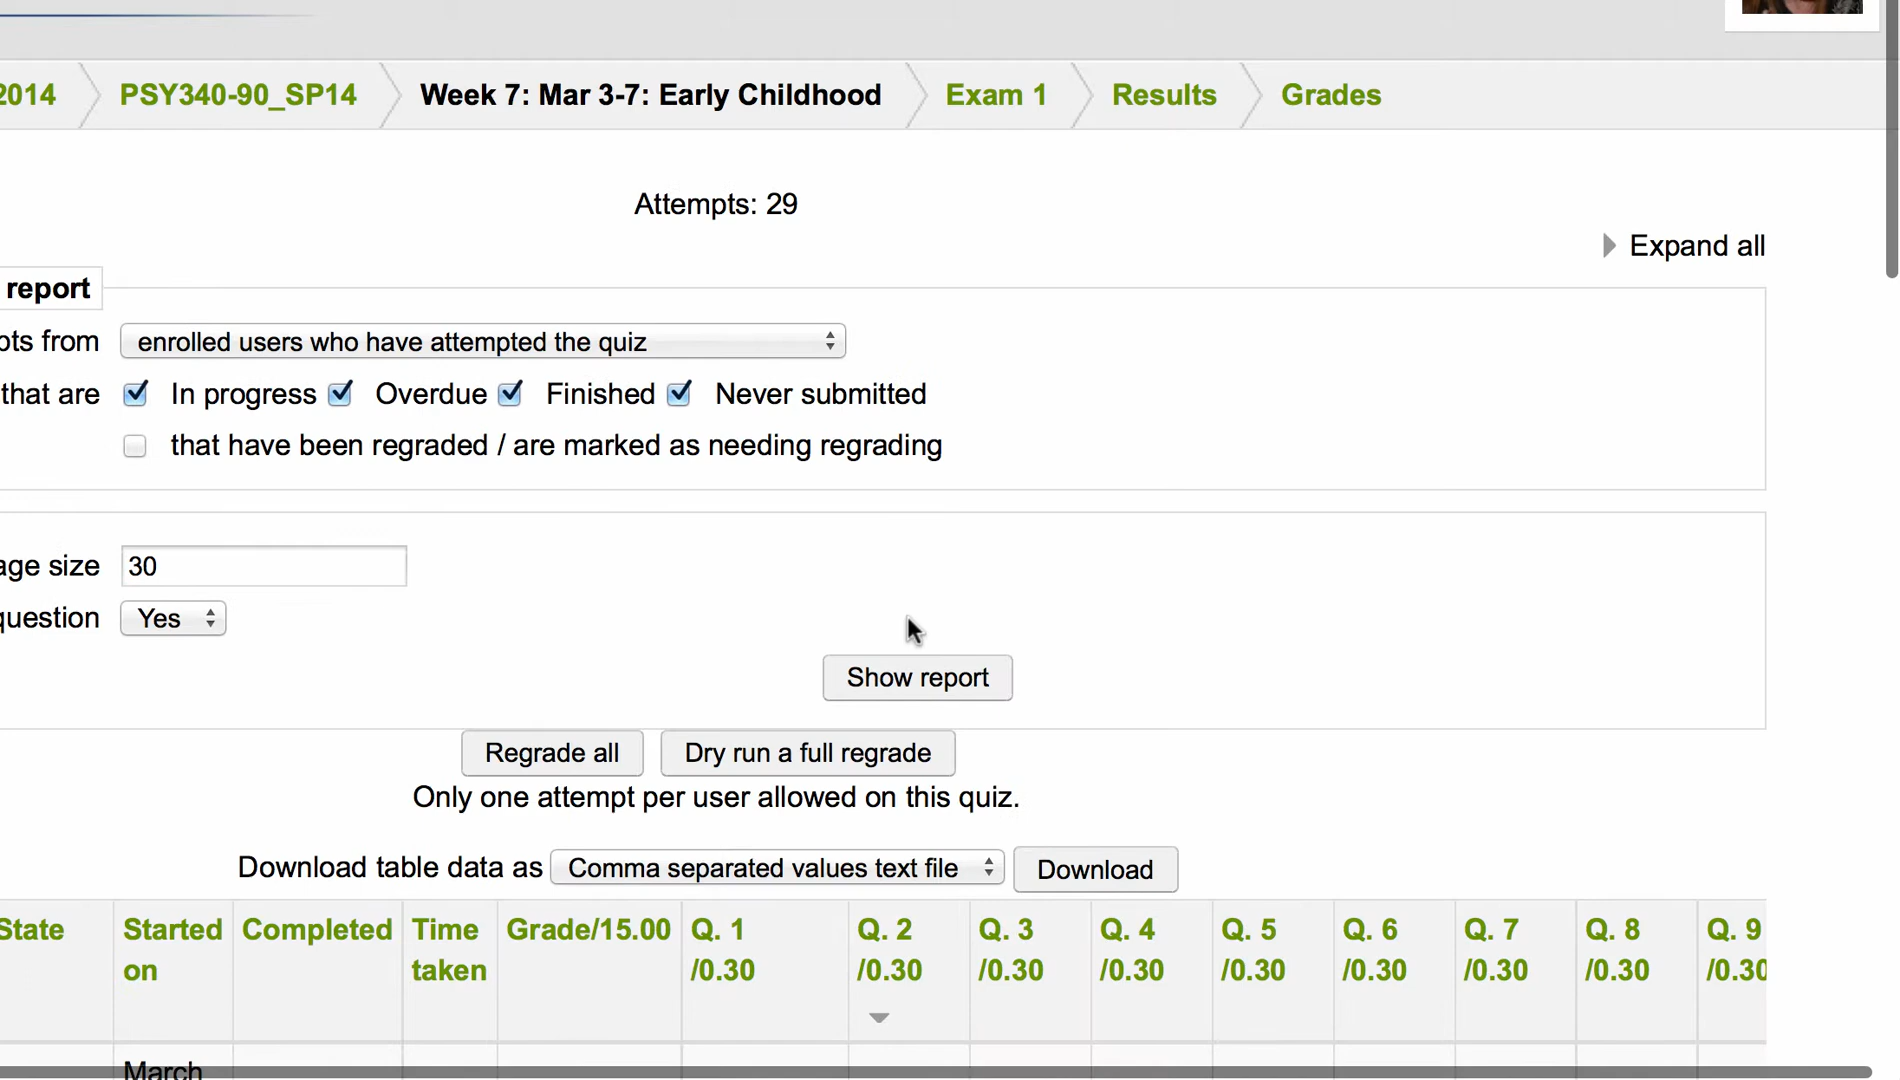 2014 PSY340-90_SP14 Week 7: Mar 3-7: Early Childhood Exam 1 Results Grades
Attempts: 29
Expand all
report
pts from enrolled users who have attempted the quiz
that are In progress Overdue Finished Never submitted
that have been regraded / are marked as needing regrading
age size 30
question Yes
Show report
Regrade all Dry run a full regrade
Only one attempt per user allowed on this quiz.
Download table data as Comma separated values text file Download
State Started Completed Time Grade/15.00 Q. 1 Q. 2 Q. 3 Q. 4 Q. 5 Q. 6 Q. 7 Q. 8 Q. 9
on taken /0.30 /0.30 /0.30 /0.30 /0.30 /0.30 /0.30 /0.30 /0.30
March